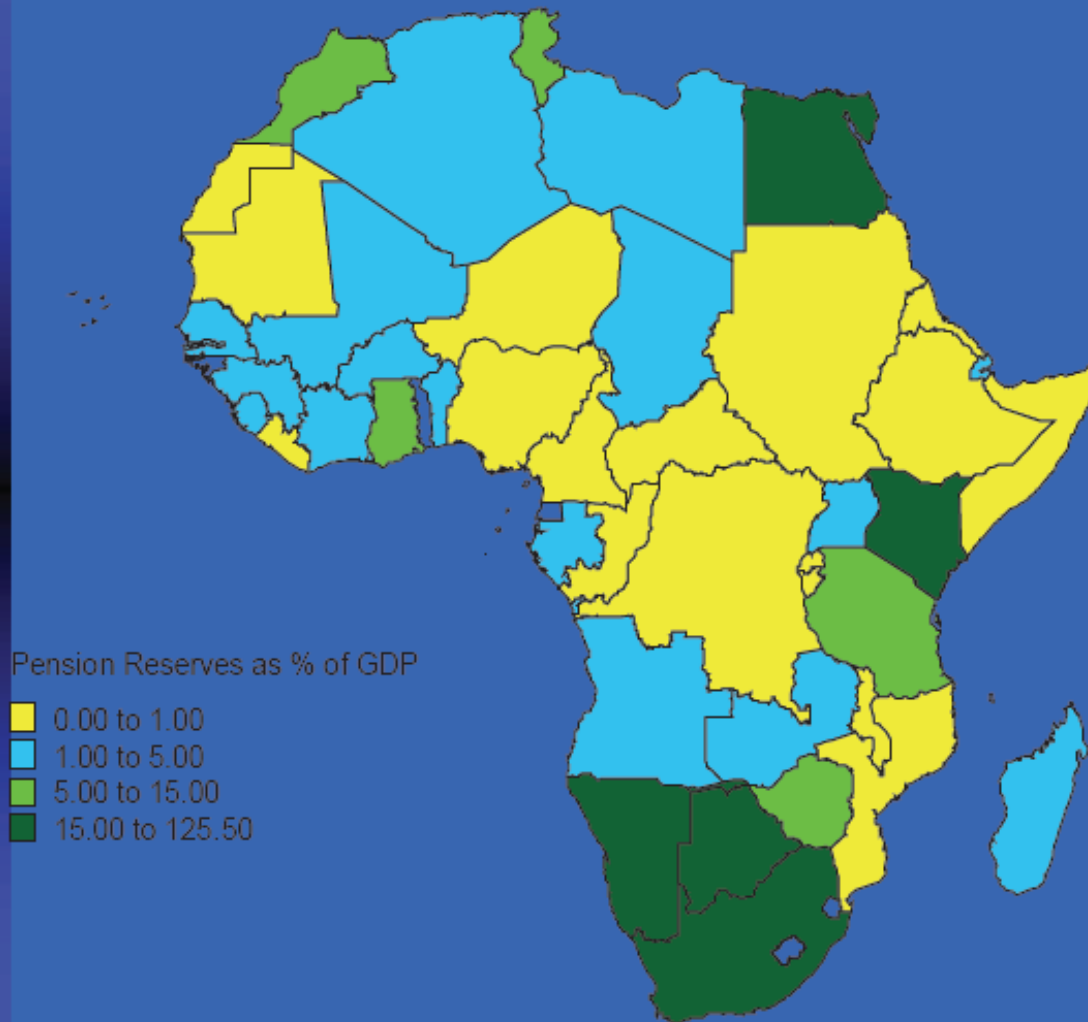 Pension Reserves as % of GDP
0.00 to 1.00
1.00 to 5.00
5.00 to 15.00
15.00 to 125.50